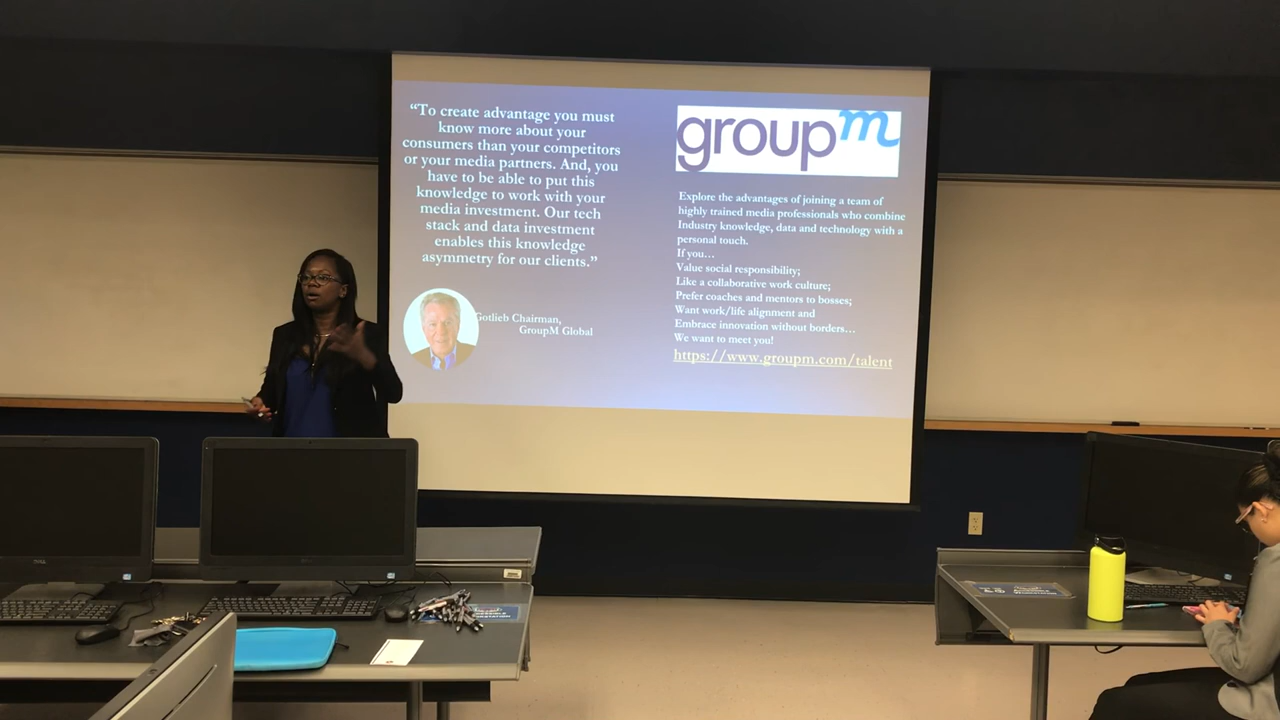 “To create advantage you must
know more about your
consumers than your competitors
or your media partners. And, you
have to be able to put this
knowledge to work with your
media investment. Our tech
stack and data investment
enables this knowledge
asymmetry for our clients.”
Gotlieb Chairman,
GroupM Global
groupm
Explore the advantages of joining a team of
highly trained media professionals who combine
Industry knowledge, data and technology with a
personal touch.
If you…
Value social responsibility;
Like a collaborative work culture;
Prefer coaches and mentors to bosses;
Want work/life alignment and
Embrace innovation without borders…
We want to meet you!
https://www.groupm.com/talent